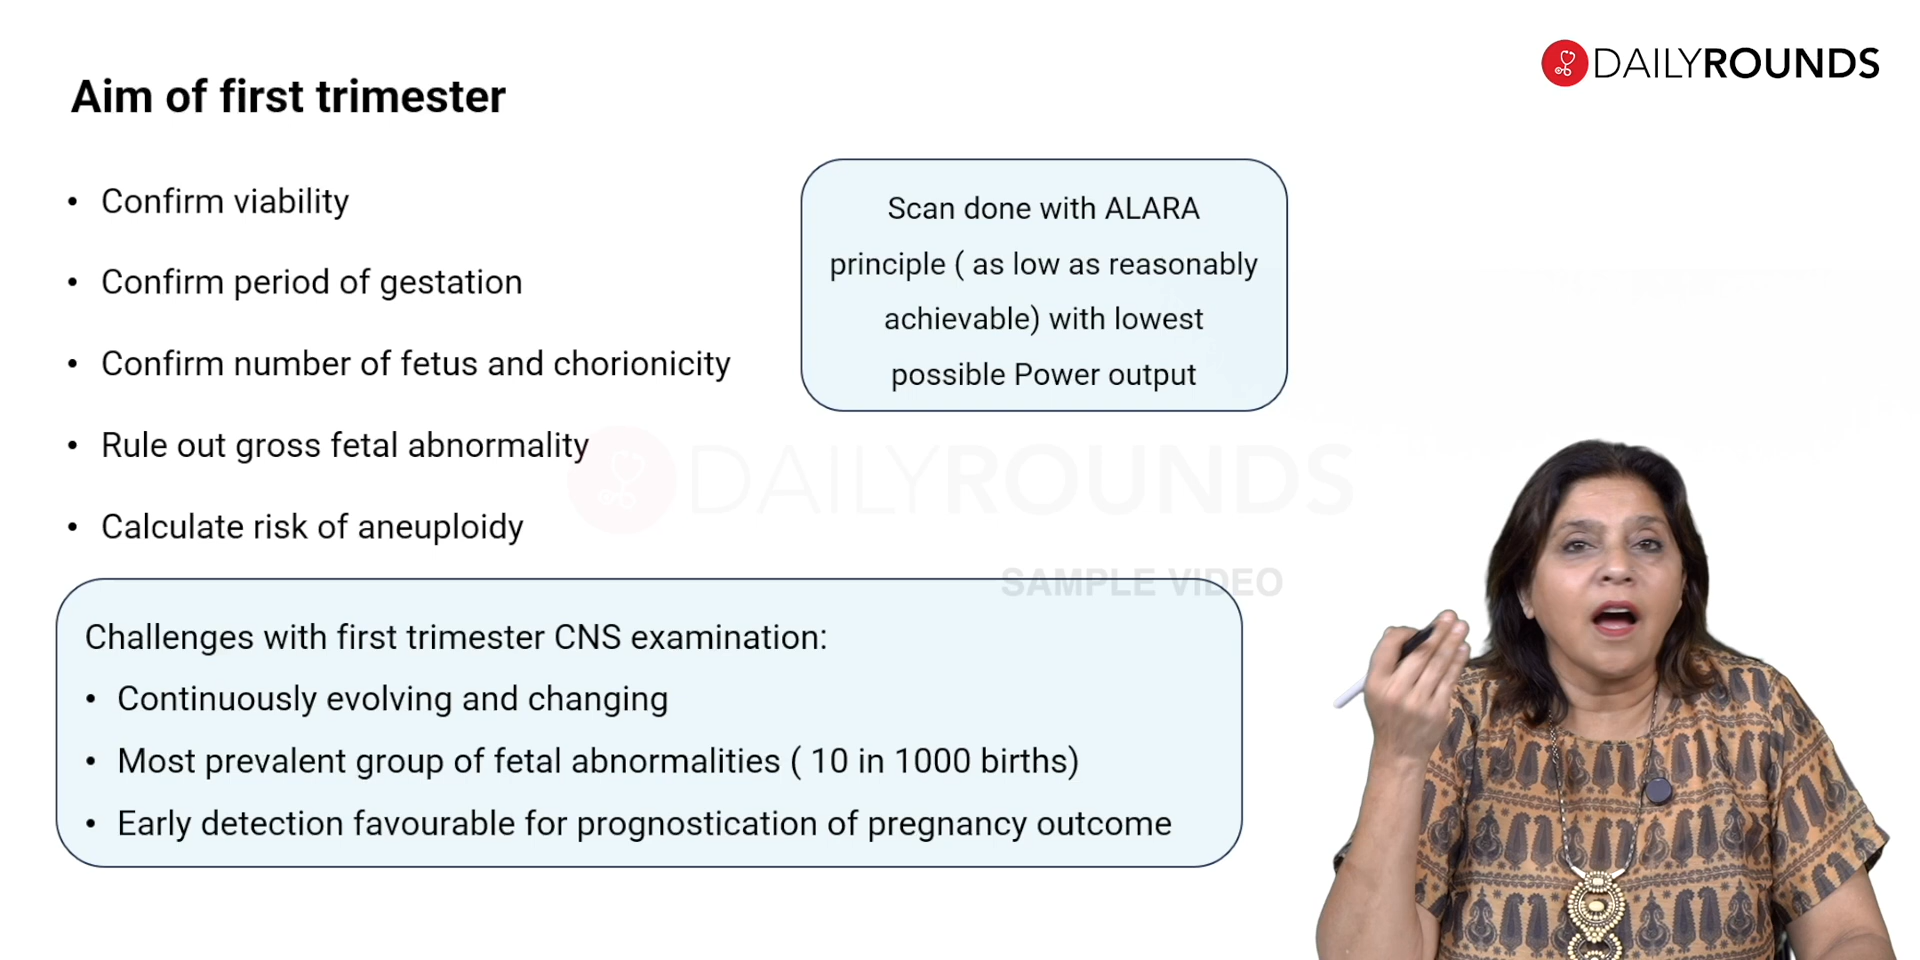 DAILYROUNDS
Aim of first trimester
• Confirm viability
• Confirm period of gestation
• Confirm number of fetus and chorionicity
• Rule out gross fetal abnormality
• Calculate risk of aneuploidy
Scan done with ALARA
principle ( as low as reasonably
achievable) with lowest
possible Power output
DAILYROUNDS
SAMPLE VIDEO
Challenges with first trimester CNS examination:
• Continuously evolving and changing
• Most prevalent group of fetal abnormalities ( 10 in 1000 births)
• Early detection favourable for prognostication of pregnancy outcome